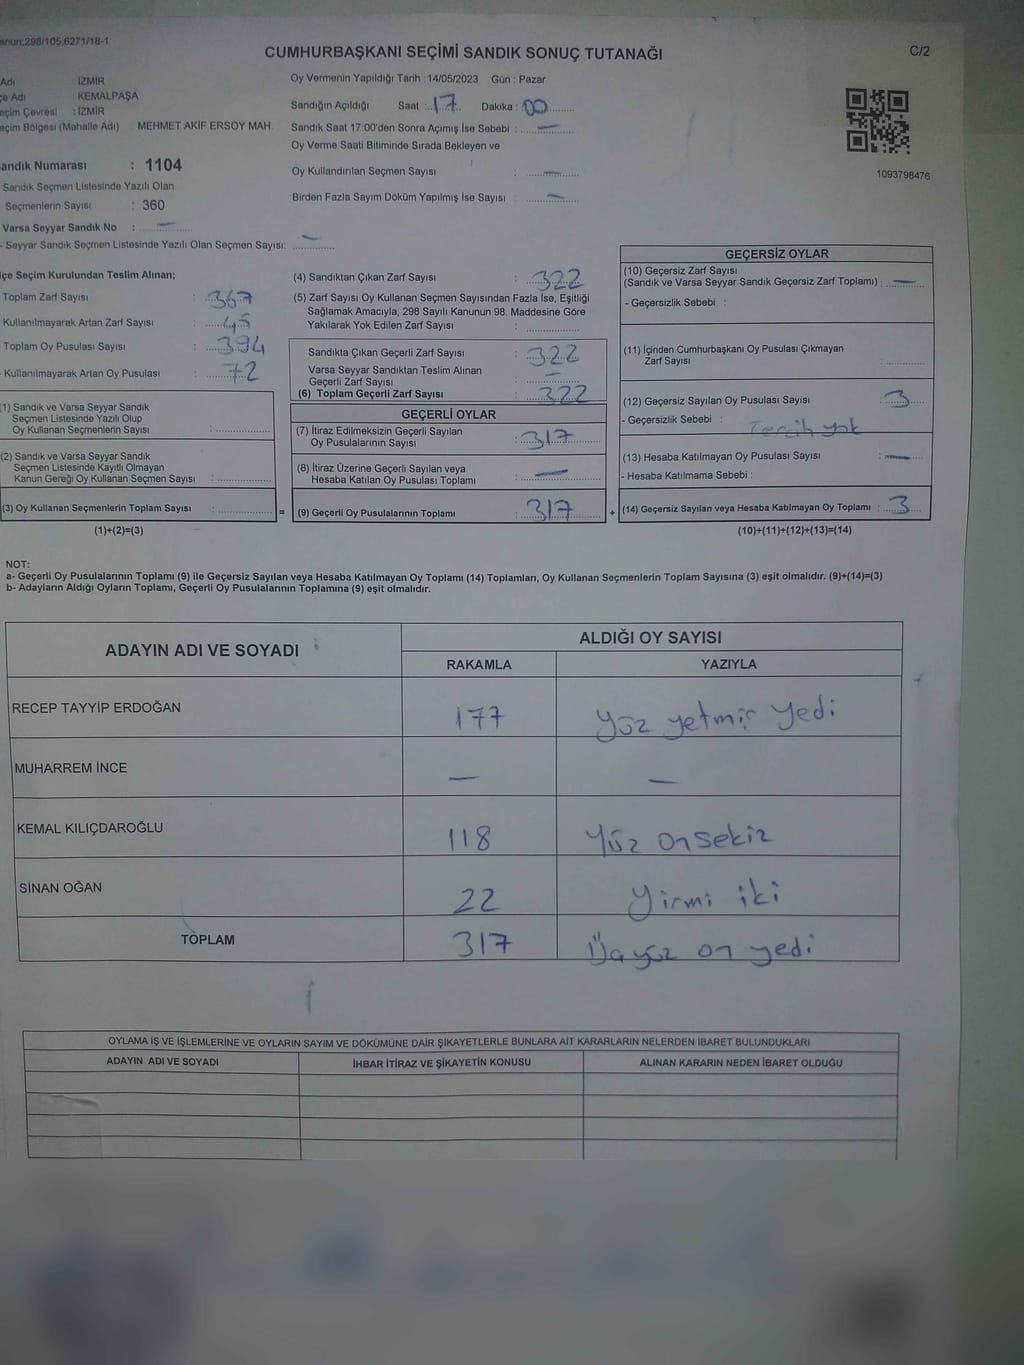 anun:298/105,6271/18-1
CUMHURBAŞKANI SEÇİMİ SANDIK SONUÇ TUTANAĞI
C/2
Adı İZMİR
çe Adı KEMALPAŞA
eçim Çevresi : İZMİR
eçim Bölgesi (Mahalle Adı) MEHMET AKİF ERSOY MAH.
andık Numarası : 1104
Sandık Seçmen Listesinde Yazılı Olan
Seçmenlerin Sayısı : 360
Varsa Seyyar Sandık No : —
- Seyyar Sandık Seçmen Listesinde Yazılı Olan Seçmen Sayısı: —
Oy Vermenin Yapıldığı Tarih :14/05/2023 Gün : Pazar
Sandığın Açıldığı Saat : 17 Dakika : 00
Sandık Saat 17:00'den Sonra Açımış İse Sebebi : —
Oy Verme Saati Bitiminde Sırada Bekleyen ve
Oy Kullandırılan Seçmen Sayısı : —
Birden Fazla Sayım Döküm Yapılmış İse Sayısı : —
1093798476
lçe Seçim Kurulundan Teslim Alınan;
Toplam Zarf Sayısı : 367
Kullanılmayarak Artan Zarf Sayısı : 45
Toplam Oy Pusulası Sayısı : 394
- Kullanılmayarak Artan Oy Pusulası : 72
(1) Sandık ve Varsa Seyyar Sandık
Seçmen Listesinde Yazılı Olup
Oy Kullanan Seçmenlerin Sayısı :
(2) Sandık ve Varsa Seyyar Sandık
Seçmen Listesinde Kayıtlı Olmayan
Kanun Gereği Oy Kullanan Seçmen Sayısı :
(3) Oy Kullanan Seçmenlerin Toplam Sayısı : =
(1)+(2)=(3)
(4) Sandıktan Çıkan Zarf Sayısı : 322
(5) Zarf Sayısı Oy Kullanan Seçmen Sayısından Fazla İse, Eşitliği
Sağlamak Amacıyla; 298 Sayılı Kanunun 98. Maddesine Göre
Yakılarak Yok Edilen Zarf Sayısı :
Sandıkta Çıkan Geçerli Zarf Sayısı : 322
Varsa Seyyar Sandıktan Teslim Alınan
Geçerli Zarf Sayısı : —
(6) Toplam Geçerli Zarf Sayısı : 322
GEÇERLİ OYLAR
(7) İtiraz Edilmeksizin Geçerli Sayılan
Oy Pusulalarının Sayısı : 317
(8) İtiraz Üzerine Geçerli Sayılan veya
Hesaba Katılan Oy Pusulası Toplamı : —
(9) Geçerli Oy Pusulalarının Toplamı : 317 +
GEÇERSİZ OYLAR
(10) Geçersiz Zarf Sayısı
(Sandık ve Varsa Seyyar Sandık Geçersiz Zarf Toplamı) : —
- Geçersizlik Sebebi :
(11) İçinden Cumhurbaşkanı Oy Pusulası Çıkmayan
Zarf Sayısı :
(12) Geçersiz Sayılan Oy Pusulası Sayısı : 3
- Geçersizlik Sebebi : Tercih yok
(13) Hesaba Katılmayan Oy Pusulası Sayısı : —
- Hesaba Katılmama Sebebi :
(14) Geçersiz Sayılan veya Hesaba Katılmayan Oy Toplamı : 3
(10)+(11)+(12)+(13)=(14)
NOT:
a- Geçerli Oy Pusulalarının Toplamı (9) ile Geçersiz Sayılan veya Hesaba Katılmayan Oy Toplamı (14) Toplamları, Oy Kullanan Seçmenlerin Toplam Sayısına (3) eşit olmalıdır. (9)+(14)=(3)
b- Adayların Aldığı Oyların Toplamı, Geçerli Oy Pusulalarının Toplamına (9) eşit olmalıdır.
ADAYIN ADI VE SOYADI ALDIĞI OY SAYISI
RAKAMLA YAZIYLA
RECEP TAYYİP ERDOĞAN 177 Yüz yetmiş yedi
MUHARREM İNCE — —
KEMAL KILIÇDAROĞLU 118 Yüz onsekiz
SİNAN OĞAN 22 Yirmi iki
TOPLAM 317 Üçyüz on yedi
OYLAMA İŞ VE İŞLEMLERİNE VE OYLARIN SAYIM VE DÖKÜMÜNE DAİR ŞİKAYETLERLE BUNLARA AİT KARARLARIN NELERDEN İBARET BULUNDUKLARI
ADAYIN ADI VE SOYADI İHBAR İTİRAZ VE ŞİKAYETİN KONUSU ALINAN KARARIN NEDEN İBARET OLDUĞU